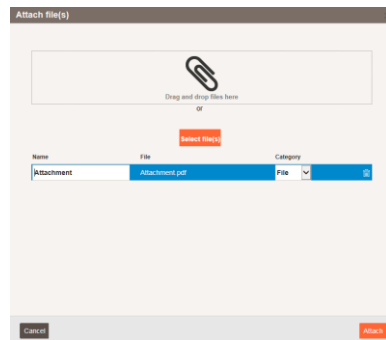 Attach file(s)
Drag and drop files here
or
Select file(s)
Name File Category
Attachment Attachment.pdf File
Cancel Attach